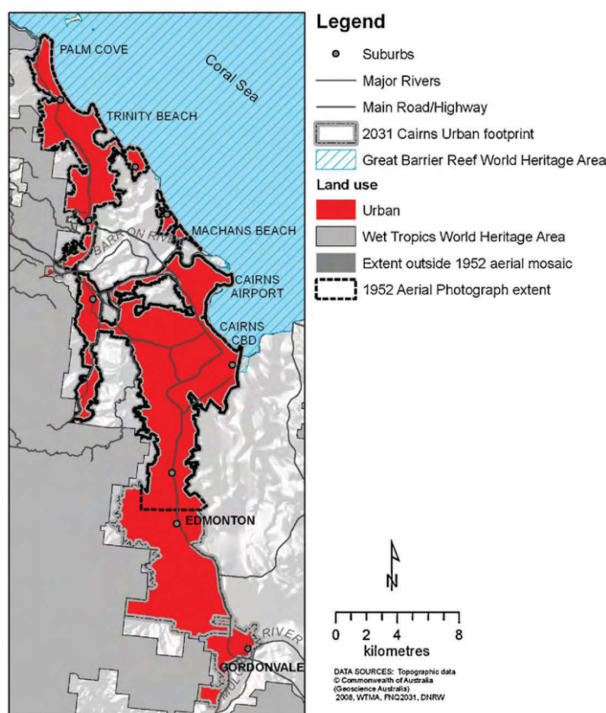 PALM COVE
TRINITY BEACH
Coral Sea
BARRON RIVER
MACHANS BEACH
CAIRNS
AIRPORT
CAIRNS
CBD
EDMONTON
RIVER
GORDONVALE
Legend
Suburbs
Major Rivers
Main Road/Highway
2031 Cairns Urban footprint
Great Barrier Reef World Heritage Area
Land use
Urban
Wet Tropics World Heritage Area
Extent outside 1952 aerial mosaic
1952 Aerial Photograph extent
N
0 2 4 8
kilometres
DATA SOURCES: Topographic data
© Commonwealth of Australia
(Geoscience Australia)
2008, WTMA, FNQ2031, DNRW